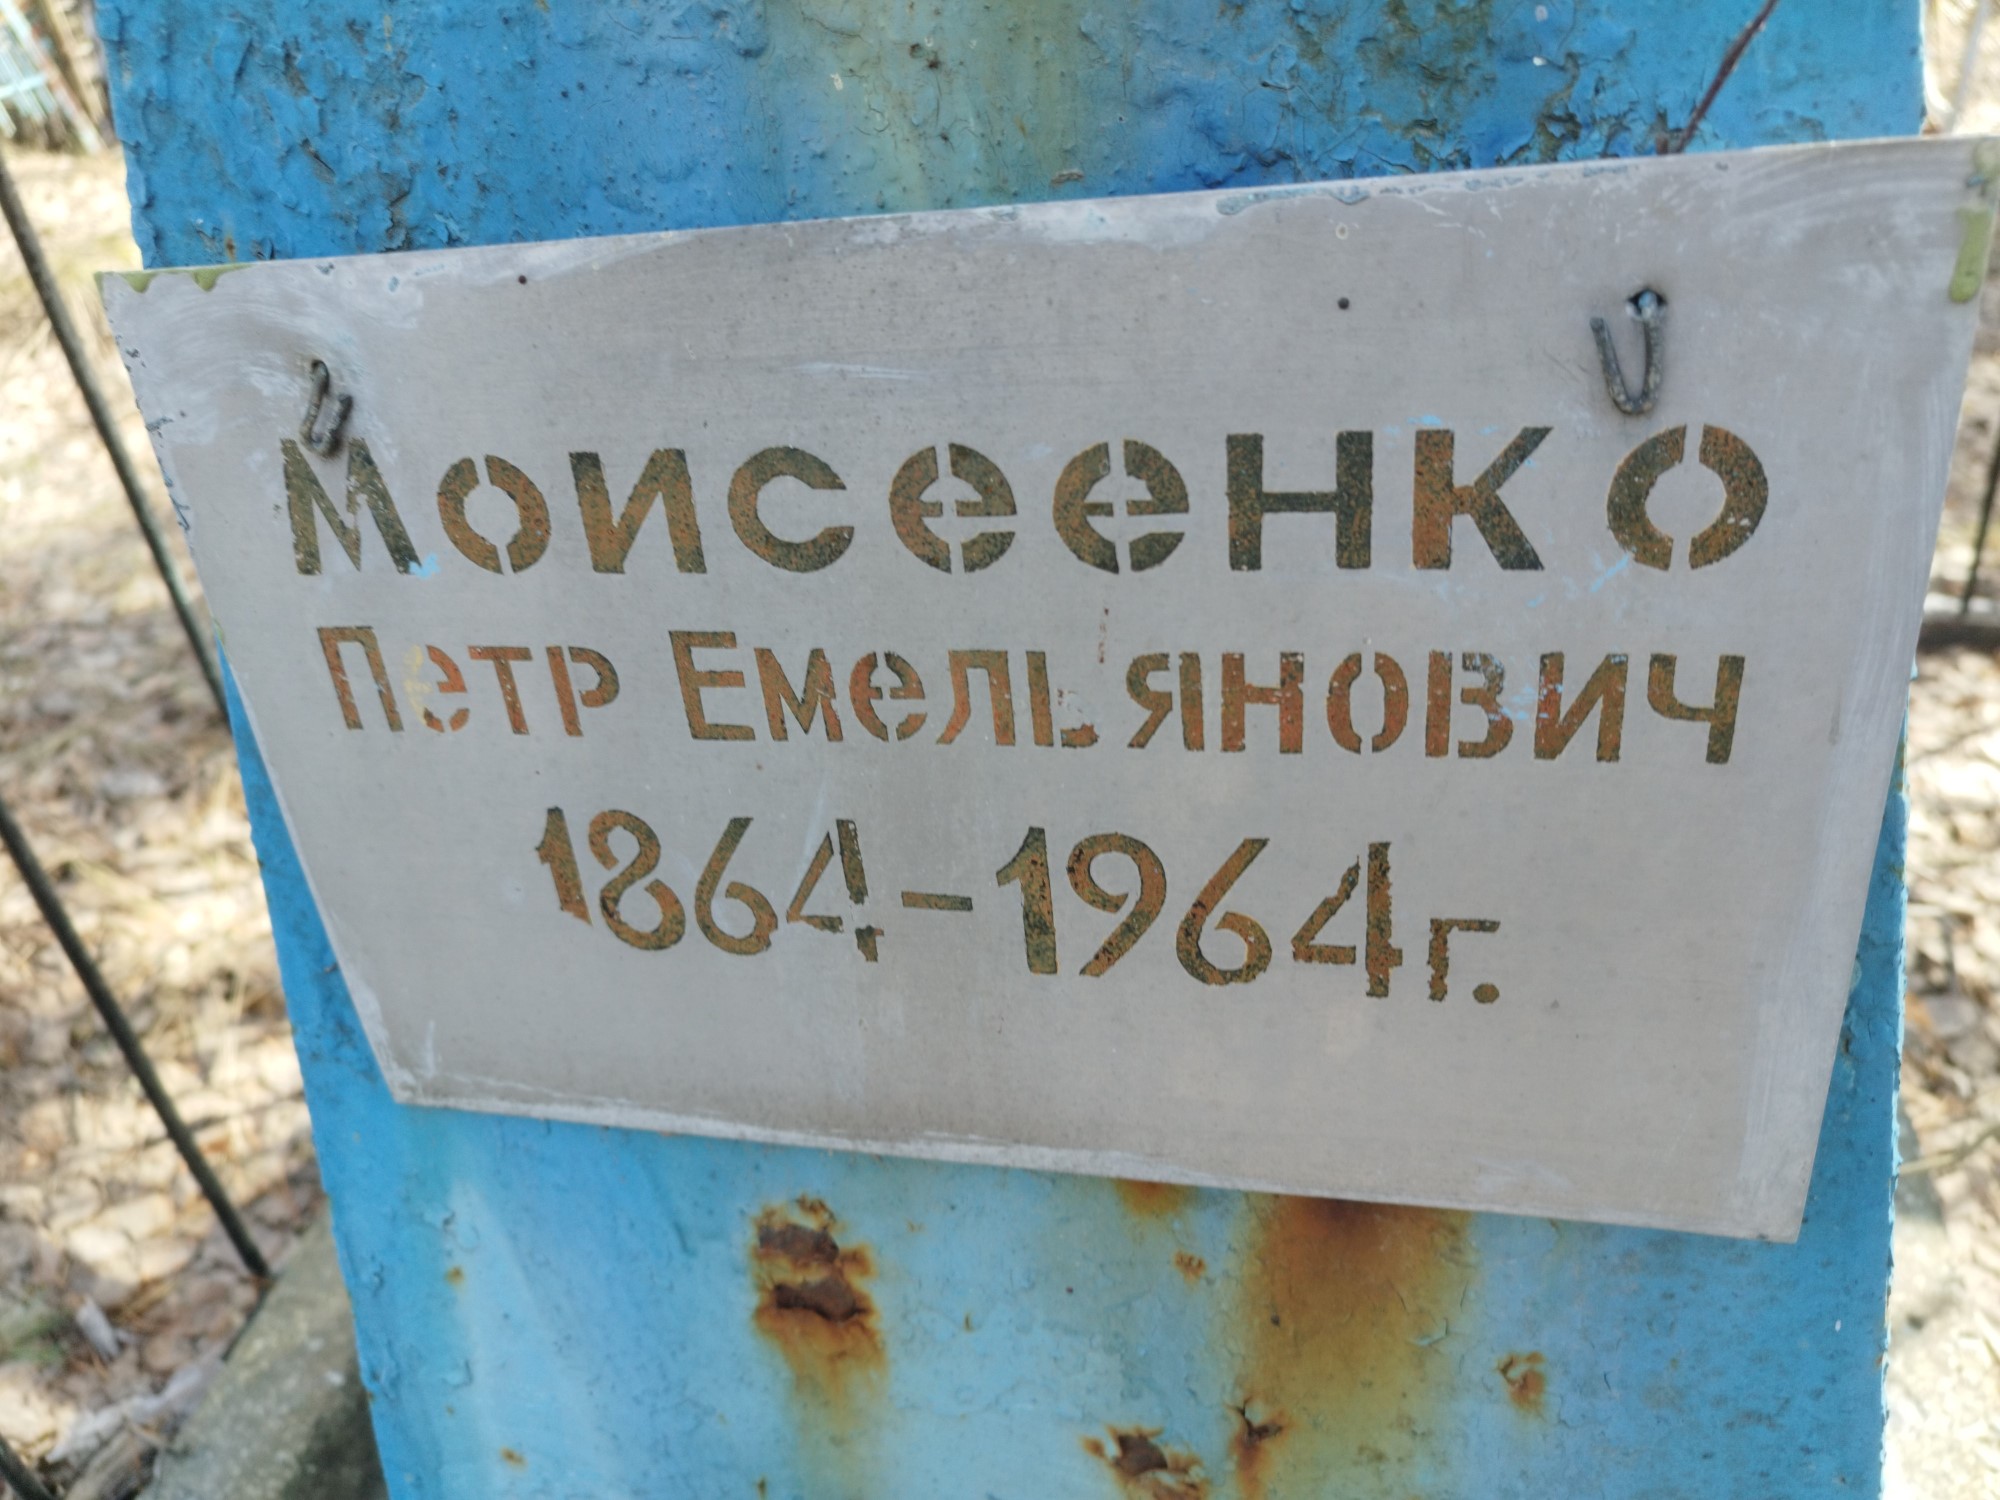 Моисеенко
Петр Емельянович
1864-1964г.